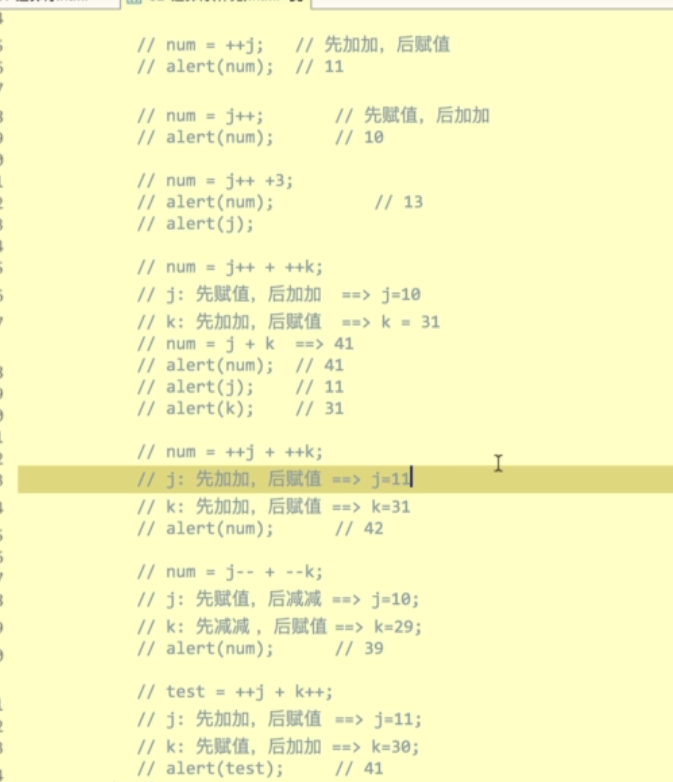 // num = ++j;   // 先加加，后赋值
// alert(num);  // 11
// num = j++;       // 先赋值，后加加
// alert(num);      // 10
// num = j++ +3;
// alert(num);          // 13
// alert(j);
// num = j++ + ++k;
// j: 先赋值，后加加  ==> j=10
// k: 先加加，后赋值  ==> k = 31
// num = j + k  ==> 41
// alert(num);  // 41
// alert(j);    // 11
// alert(k);    // 31
// num = ++j + ++k;
// j: 先加加，后赋值 ==> j=11
// k: 先加加，后赋值 ==> k=31
// alert(num);      // 42
// num = j-- + --k;
// j: 先赋值，后减减 ==> j=10;
// k: 先减减，后赋值 ==> k=29;
// alert(num);      // 39
// test = ++j + k++;
// j: 先加加，后赋值 ==> j=11;
// k: 先赋值，后加加 ==> k=30;
// alert(test);     // 41